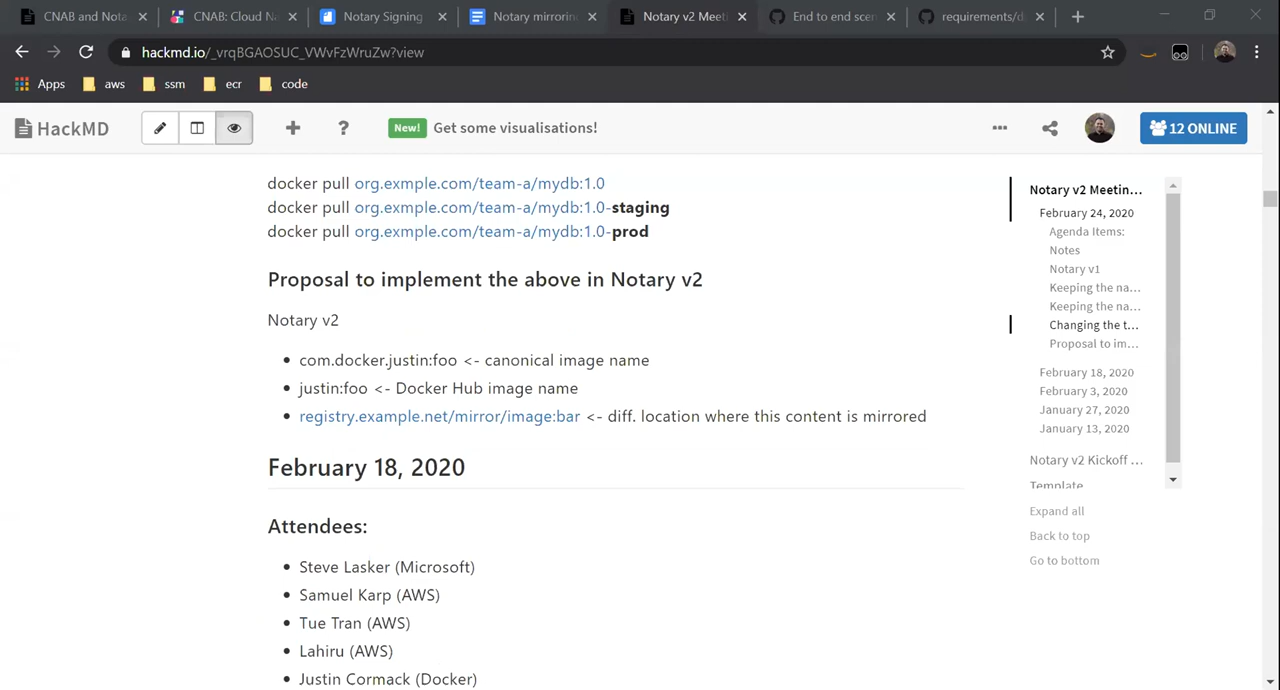 CNAB and Nota
CNAB: Cloud N
Notary Signing
Notary mirrorin
Notary v2 Meeti
End to end scen
requirements/d
hackmd.io/_vrqBGAOSUC_VWvFzWruZw?view
Apps
aws
ssm
ecr
code
HackMD
?
New! Get some visualisations!
12 ONLINE
docker pull org.exmple.com/team-a/mydb:1.0
docker pull org.exmple.com/team-a/mydb:1.0-staging
docker pull org.exmple.com/team-a/mydb:1.0-prod
Proposal to implement the above in Notary v2
Notary v2
• com.docker.justin:foo <- canonical image name
• justin:foo <- Docker Hub image name
• registry.example.net/mirror/image:bar <- diff. location where this content is mirrored
February 18, 2020
Attendees:
• Steve Lasker (Microsoft)
• Samuel Karp (AWS)
• Tue Tran (AWS)
• Lahiru (AWS)
• Justin Cormack (Docker)
Notary v2 Meetin...
February 24, 2020
Agenda Items:
Notes
Notary v1
Keeping the na...
Keeping the na...
Changing the t...
Proposal to im...
February 18, 2020
February 3, 2020
January 27, 2020
January 13, 2020
Notary v2 Kickoff ...
Template
Expand all
Back to top
Go to bottom